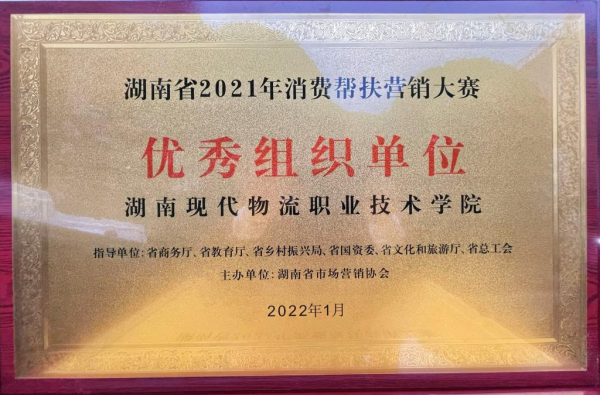 湖南省2021年消费帮扶营销大赛
优秀组织单位
湖南现代物流职业技术学院
指导单位：省商务厅、省教育厅、省乡村振兴局、省国资委、省文化和旅游厅、省总工会
主办单位：湖南省市场营销协会
2022年1月